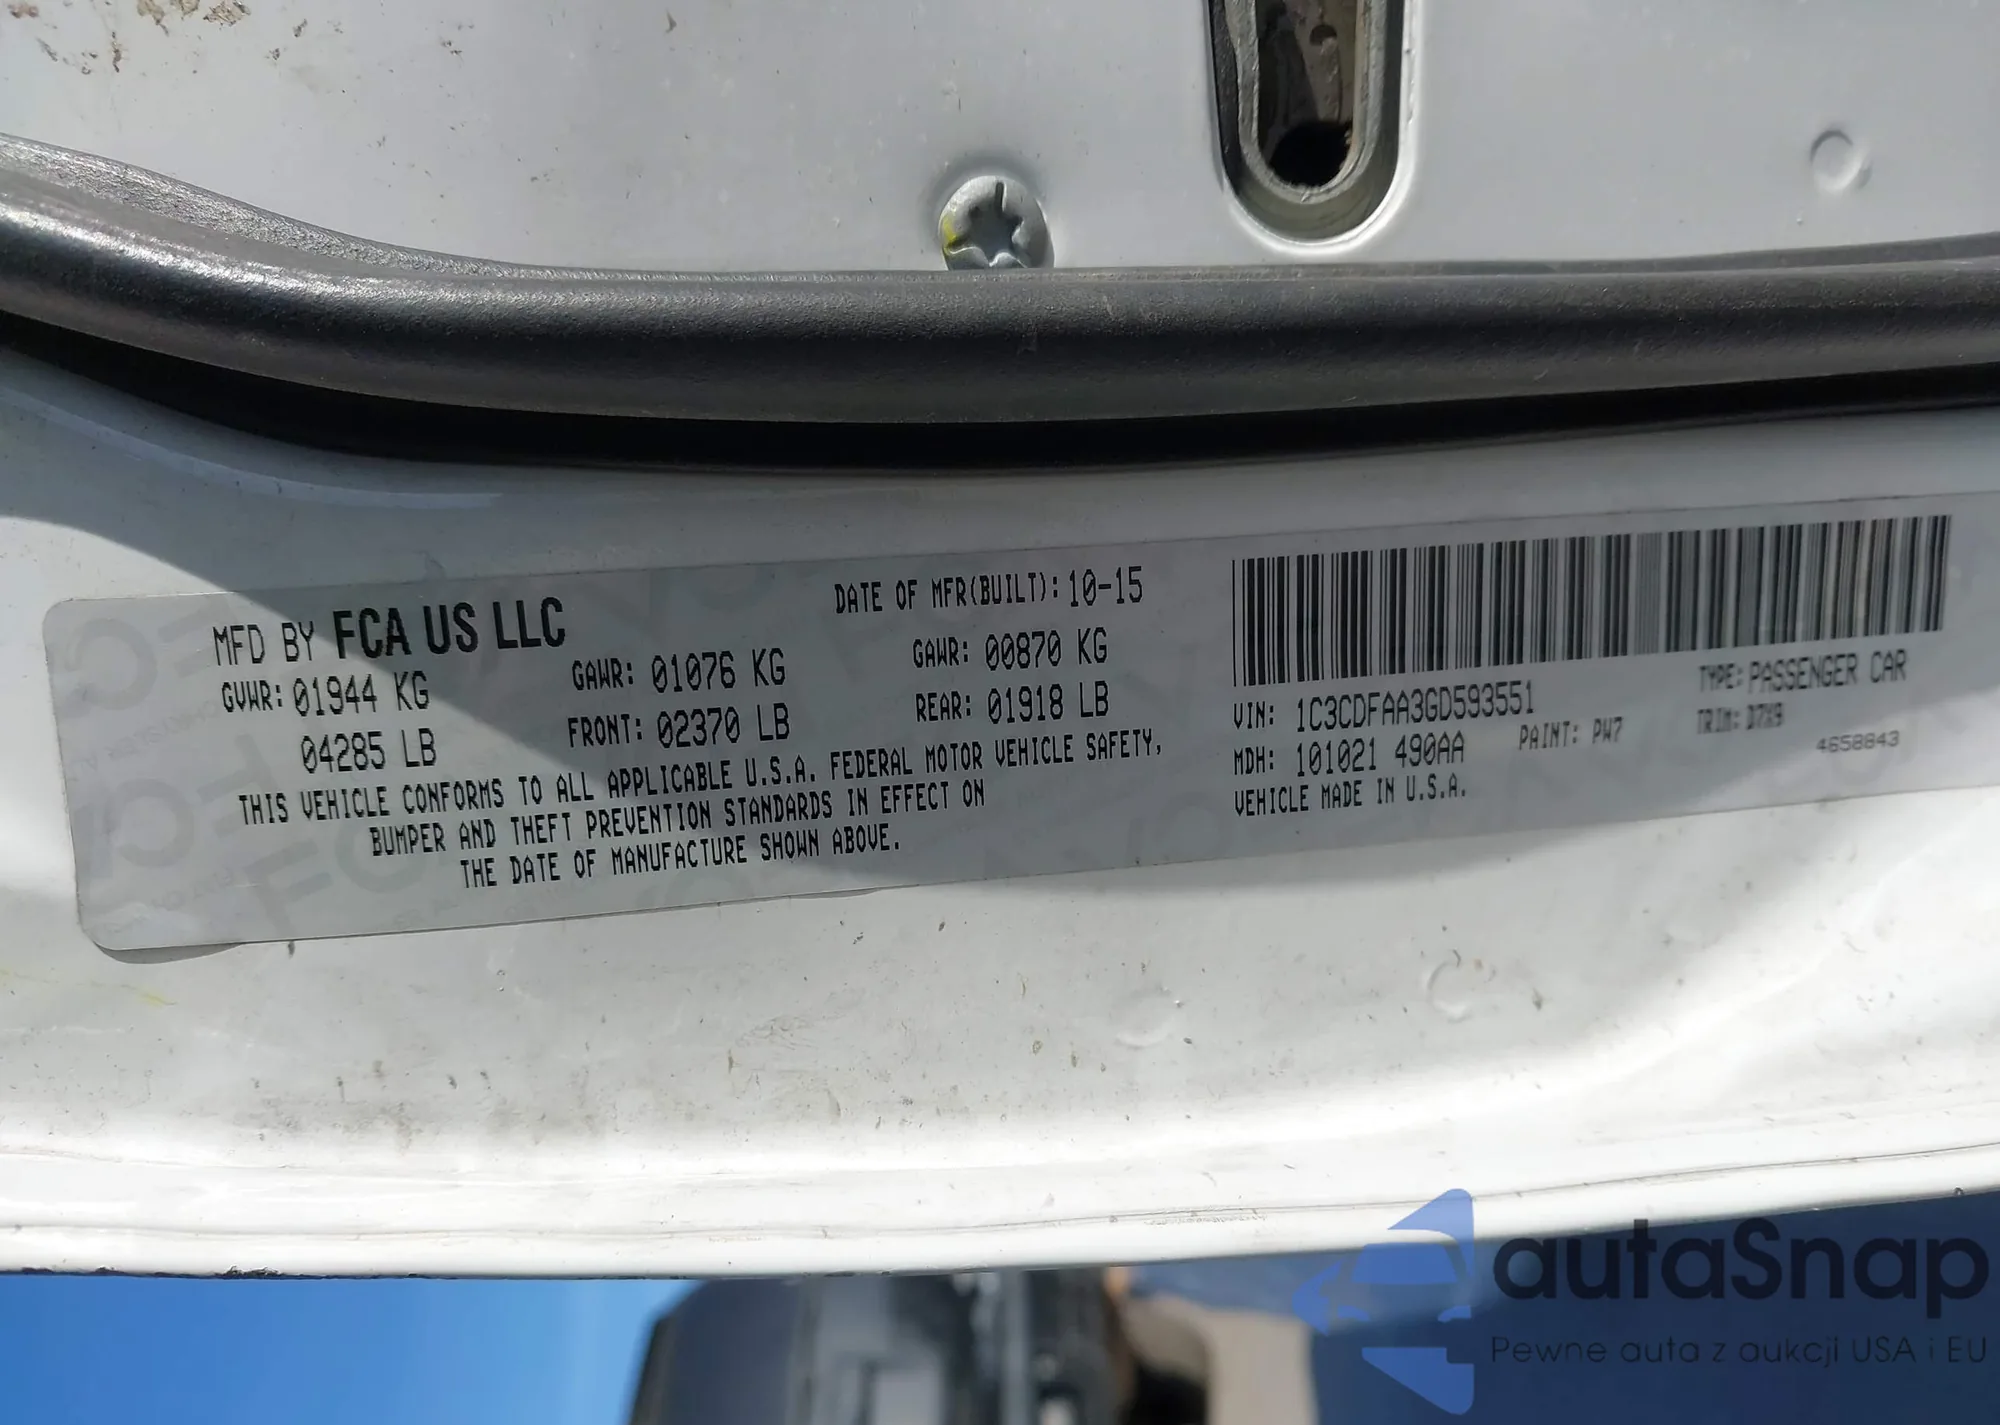 MFD BY FCA US LLC
DATE OF MFR(BUILT): 10-15
GVWR: 01944 KG
04285 LB
GAWR: 01076 KG
FRONT: 02370 LB
GAWR: 00870 KG
REAR: 01918 LB
THIS VEHICLE CONFORMS TO ALL APPLICABLE U.S.A. FEDERAL MOTOR VEHICLE SAFETY,
BUMPER AND THEFT PREVENTION STANDARDS IN EFFECT ON
THE DATE OF MANUFACTURE SHOWN ABOVE.
VIN: 1C3CDFAA3GD593551
TYPE: PASSENGER CAR
MDH: 101021 490AA
PAINT: PW7
TRIM: D7X9
VEHICLE MADE IN U.S.A.
4658843
autaSnap
Pewne auta z aukcji USA i EU